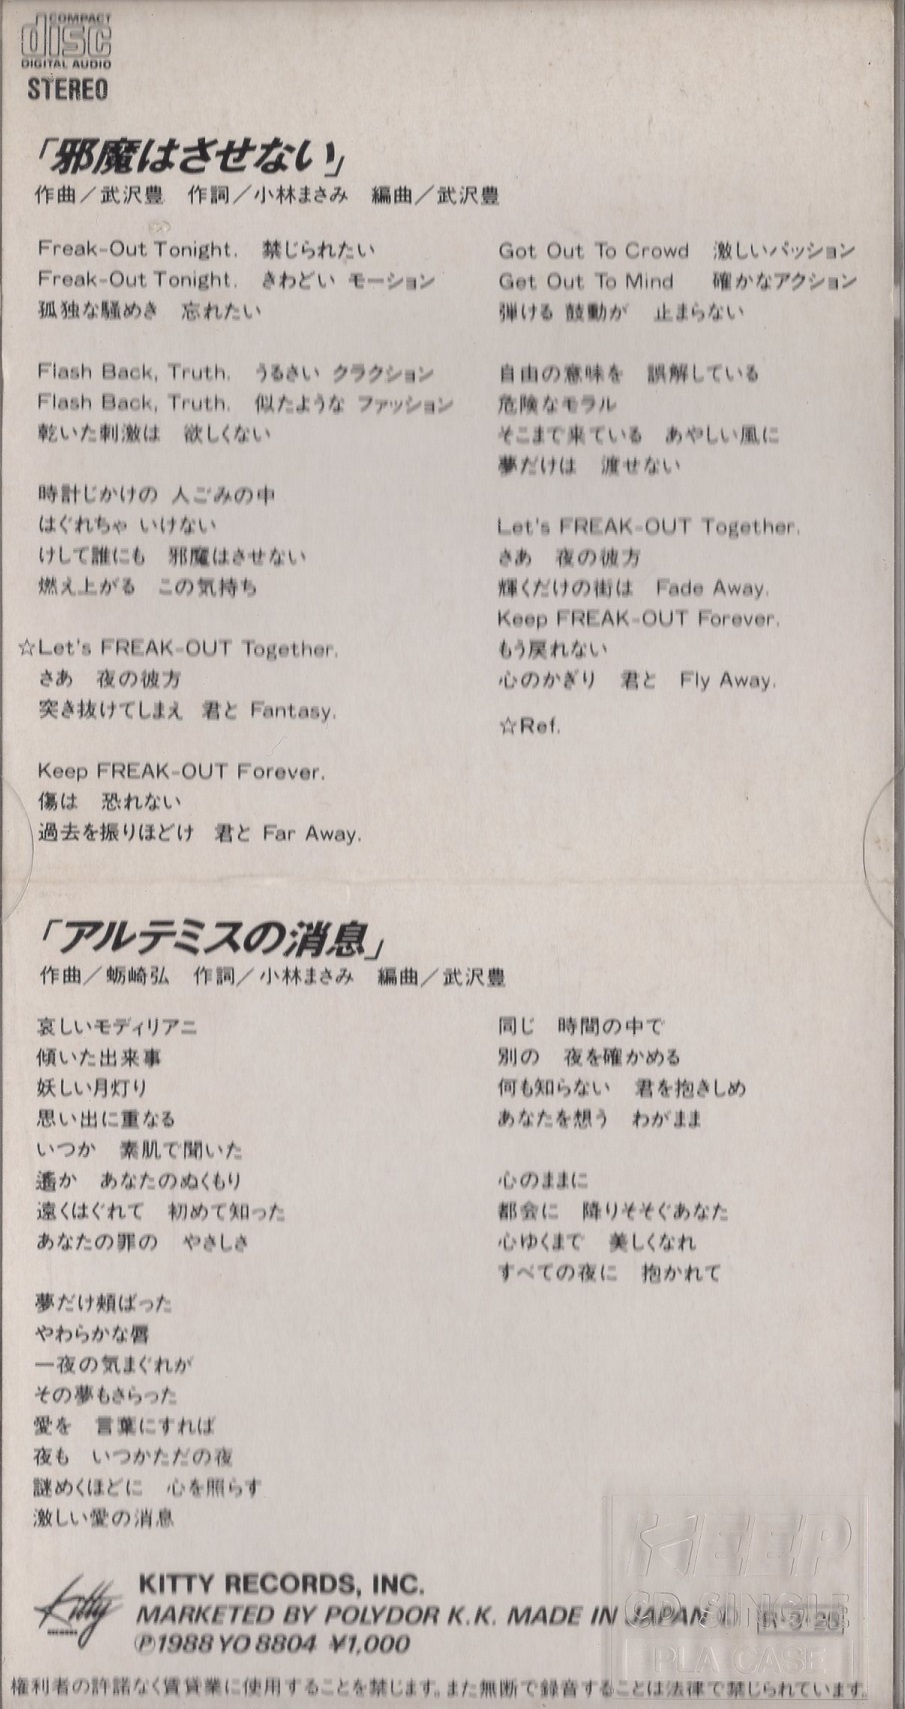 COMPACT
disc
DIGITAL AUDIO
STEREO
「邪魔はさせない」
作曲／武沢豊　作詞／小林まさみ　編曲／武沢豊
Freak-Out Tonight.　禁じられたい
Freak-Out Tonight.　きわどい モーション
孤独な騒めき　忘れたい
Flash Back, Truth.　うるさい クラクション
Flash Back, Truth.　似たような ファッション
乾いた刺激は　欲しくない
時計じかけの 人ごみの中
はぐれちゃ いけない
けして誰にも　邪魔はさせない
燃え上がる　この気持ち
☆Let's FREAK-OUT Together.
さあ　夜の彼方
突き抜けてしまえ　君と Fantasy.
Keep FREAK-OUT Forever.
傷は　恐れない
過去を振りほどけ　君と Far Away.
Got Out To Crowd　激しいパッション
Get Out To Mind　確かなアクション
弾ける 鼓動が　止まらない
自由の意味を　誤解している
危険なモラル
そこまで来ている　あやしい風に
夢だけは　渡せない
Let's FREAK-OUT Together.
さあ　夜の彼方
輝くだけの街は　Fade Away.
Keep FREAK-OUT Forever.
もう戻れない
心のかぎり　君と　Fly Away.
☆Ref.
「アルテミスの消息」
作曲／蛎崎弘　作詞／小林まさみ　編曲／武沢豊
哀しいモディリアニ
傾いた出来事
妖しい月灯り
思い出に重なる
いつか　素肌で聞いた
遙か　あなたのぬくもり
遠くはぐれて　初めて知った
あなたの罪の　やさしさ
夢だけ頬ばった
やわらかな唇
一夜の気まぐれが
その夢もさらった
愛を　言葉にすれば
夜も　いつかただの夜
謎めくほどに　心を照らす
激しい愛の消息
同じ　時間の中で
別の　夜を確かめる
何も知らない　君を抱きしめ
あなたを想う　わがまま
心のままに
都会に　降りそそぐあなた
心ゆくまで　美しくなれ
すべての夜に　抱かれて
Kitty
KITTY RECORDS, INC.
MARKETED BY POLYDOR K.K. MADE IN JAPAN
Ⓟ1988 YO 8804 ¥1,000
KEEP
CD SINGLE
PLA CASE
権利者の許諾なく賃貸業に使用することを禁じます。また無断で録音することは法律で禁じられています。